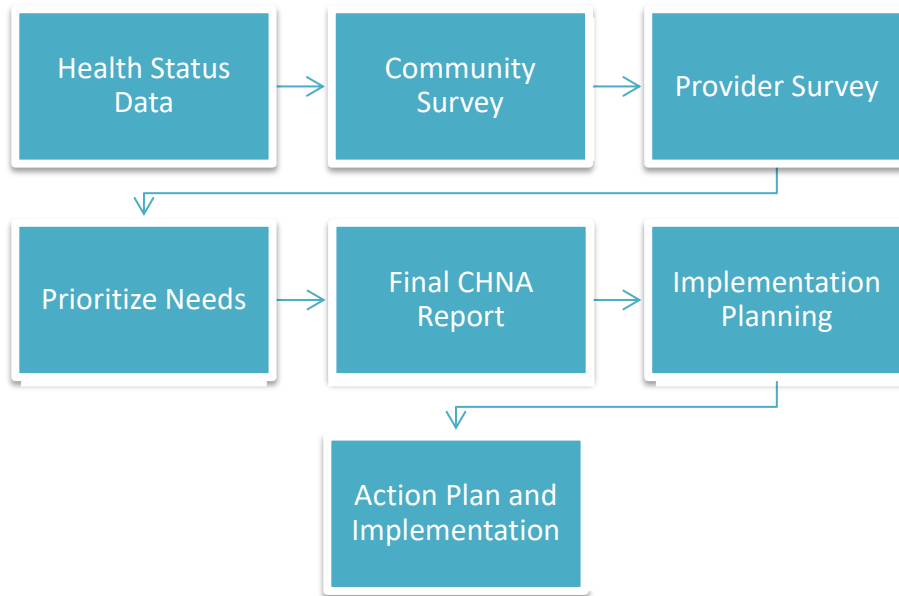 Health Status
Data
Community
Survey
Provider Survey
Prioritize Needs
Final CHNA
Report
Implementation
Planning
Action Plan and
Implementation